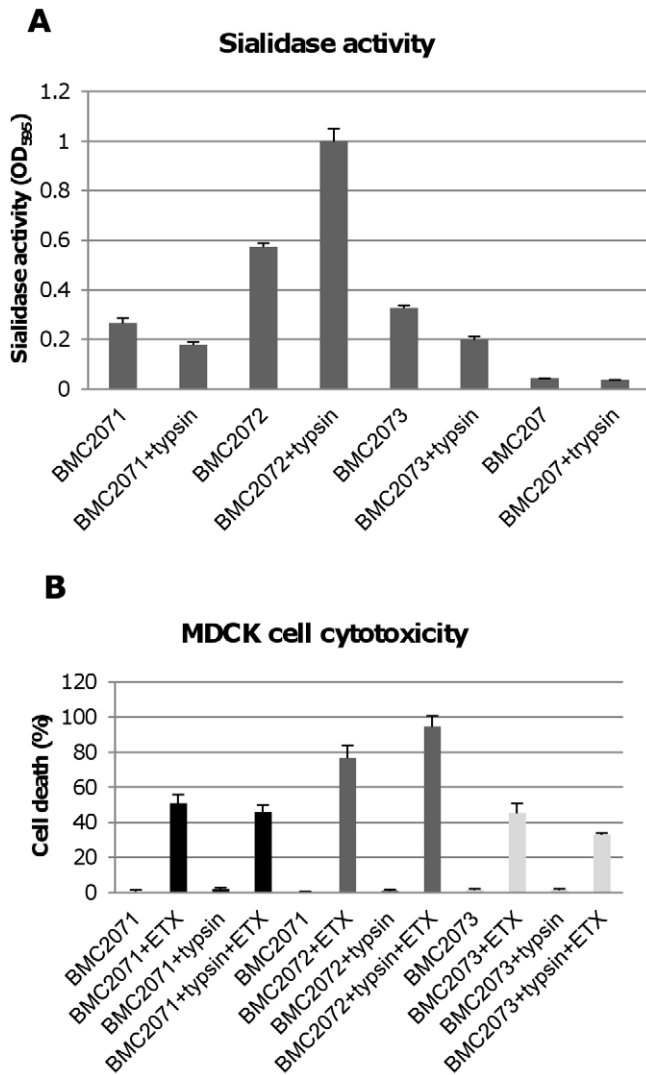 A
Sialidase activity
Sialidase activity (OD₅₉₅)
1.2
1
0.8
0.6
0.4
0.2
0
BMC2071
BMC2071+typsin
BMC2072
BMC2072+typsin
BMC2073
BMC2073+typsin
BMC207
BMC207+trypsin
B
MDCK cell cytotoxicity
Cell death (%)
120
100
80
60
40
20
0
BMC2071
BMC2071+ETX
BMC2071+typsin
BMC2071+typsin+ETX
BMC2071
BMC2072+ETX
BMC2072+typsin
BMC2072+typsin+ETX
BMC2073
BMC2073+ETX
BMC2073+typsin
BMC2073+typsin+ETX